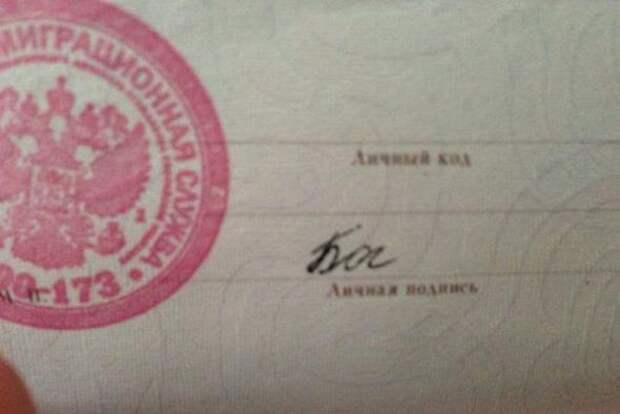 МИГРАЦИОННАЯ СЛУЖБА
Личный код
Бог
Личная подпись
-173 •